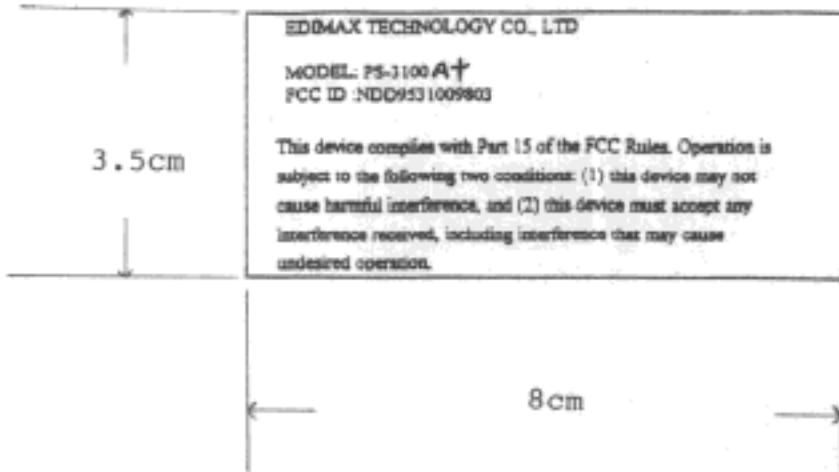 EDIMAX TECHNOLOGY CO., LTD
MODEL: PS-3100 A+
FCC ID :NDD9531009803
This device complies with Part 15 of the FCC Rules. Operation is
subject to the following two conditions: (1) this device may not
cause harmful interference, and (2) this device must accept any
interference received, including interference that may cause
undesired operation.
3.5cm
8cm